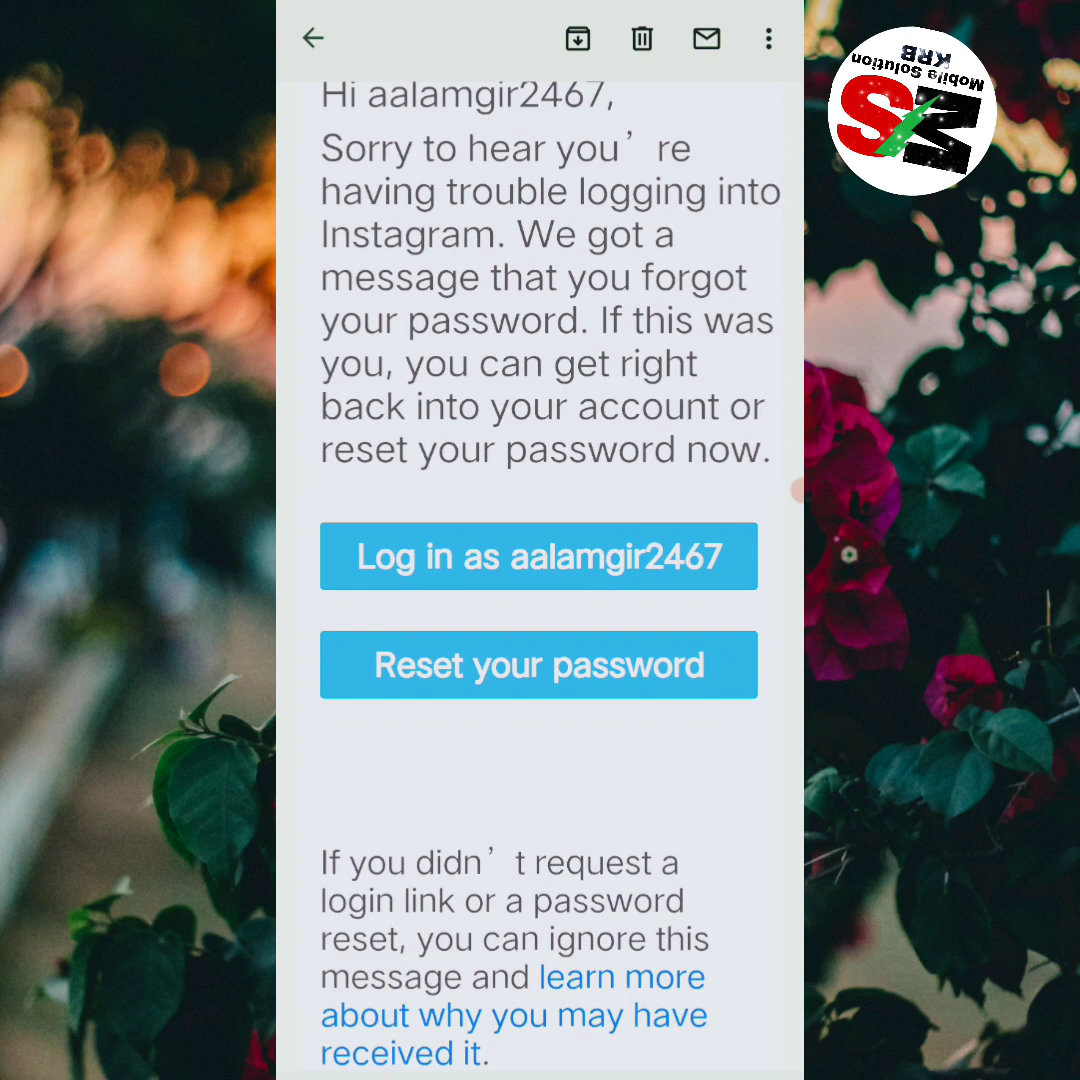 Hi aalamgir2467,
Sorry to hear you’re
having trouble logging into
Instagram. We got a
message that you forgot
your password. If this was
you, you can get right
back into your account or
reset your password now.
Log in as aalamgir2467
Reset your password
If you didn’t request a
login link or a password
reset, you can ignore this
message and learn more
about why you may have
received it.
SM
Mobile Solution
KRB